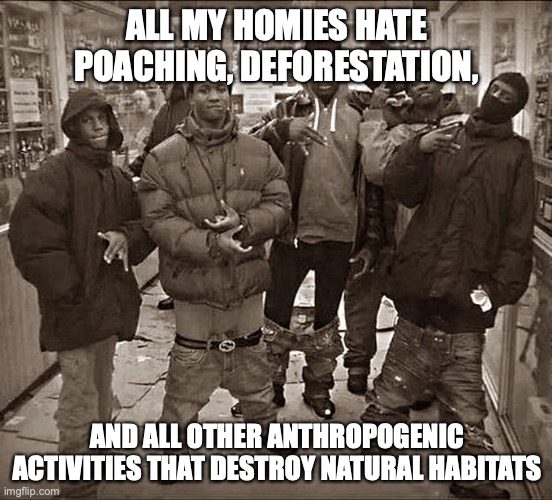 ALL MY HOMIES HATE
POACHING, DEFORESTATION,
AND ALL OTHER ANTHROPOGENIC
ACTIVITIES THAT DESTROY NATURAL HABITATS
imgflip.com